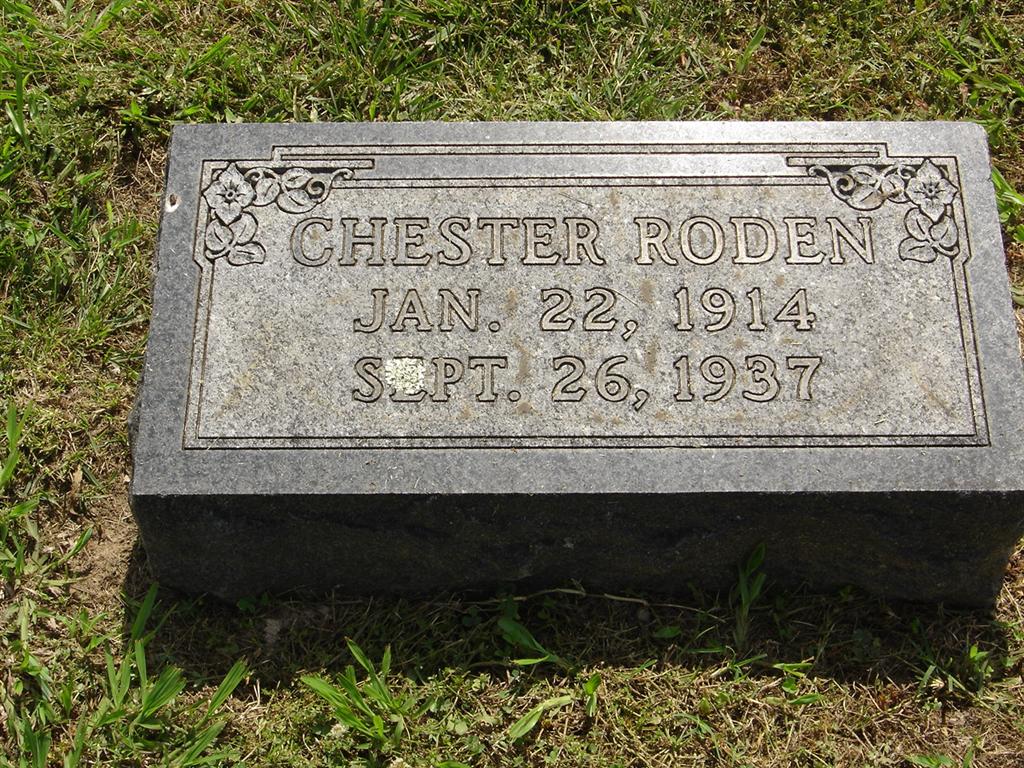 CHESTER RODEN
JAN. 22, 1914
SEPT. 26, 1937